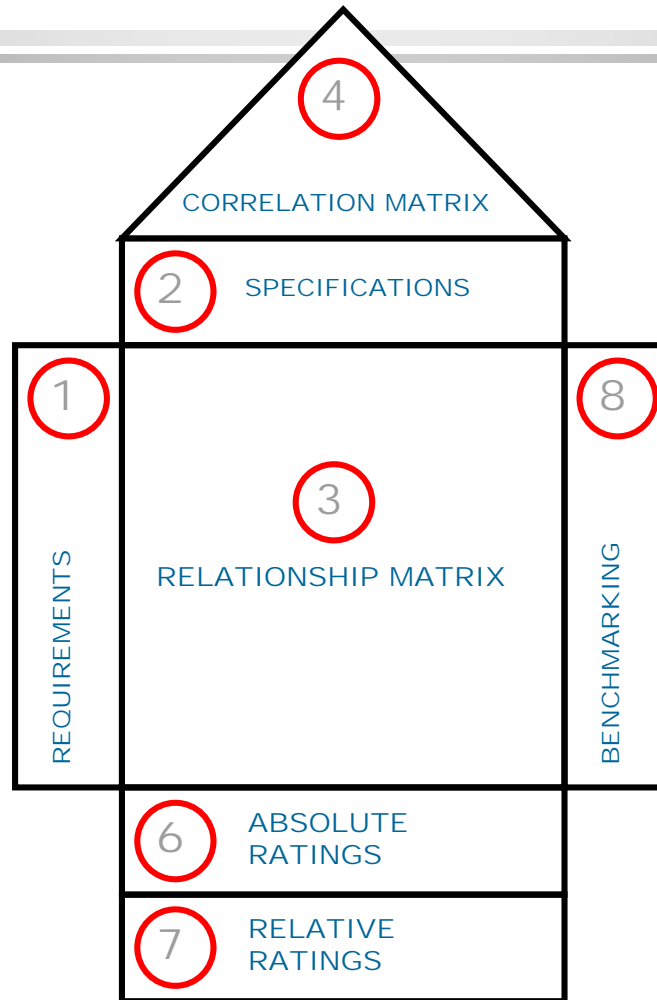 4
CORRELATION MATRIX
2
SPECIFICATIONS
1
8
3
RELATIONSHIP MATRIX
REQUIREMENTS
BENCHMARKING
6
ABSOLUTE
RATINGS
7
RELATIVE
RATINGS